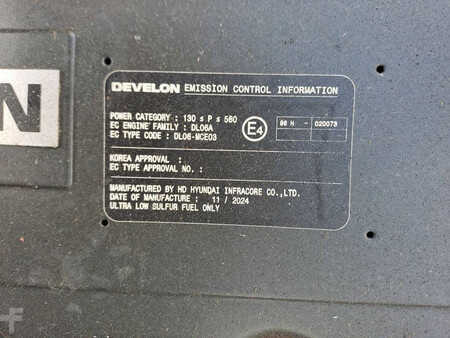 DEVELON EMISSION CONTROL INFORMATION
POWER CATEGORY : 130 ≤ P ≤ 560
EC ENGINE FAMILY : DL06A
EC TYPE CODE : DL06-MCE03
E4
96 H - 020073
KOREA APPROVAL :
EC TYPE APPROVAL NO. :
MANUFACTURED BY HD HYUNDAI INFRACORE CO.,LTD.
DATE OF MANUFACTURE : 11 / 2024
ULTRA LOW SULFUR FUEL ONLY
N